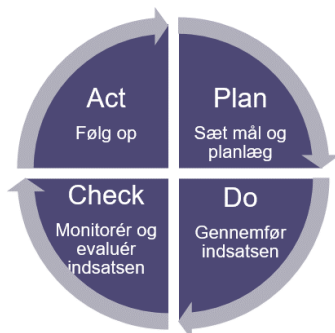 Act
Følg op
Plan
Sæt mål og
planlæg
Check
Monitorér og
evaluér
indsatsen
Do
Gennemfør
indsatsen